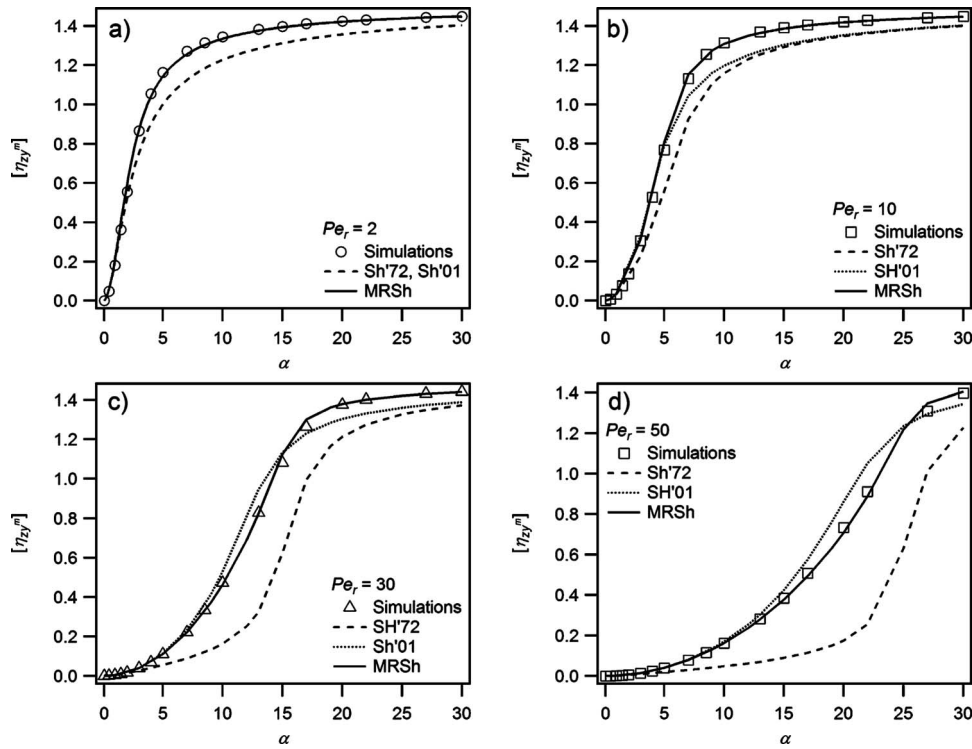 a)
1.4
1.2
1.0
0.8
0.6
0.4
0.2
0.0
[ηzyᵐ]
Peᵣ = 2
Simulations
Sh'72, Sh'01
MRSh
0 5 10 15 20 25 30
α
b)
1.4
1.2
1.0
0.8
0.6
0.4
0.2
0.0
[ηzyᵐ]
Peᵣ = 10
Simulations
Sh'72
SH'01
MRSh
0 5 10 15 20 25 30
α
c)
1.4
1.2
1.0
0.8
0.6
0.4
0.2
0.0
[ηzyᵐ]
Peᵣ = 30
Simulations
SH'72
Sh'01
MRSh
0 5 10 15 20 25 30
α
d)
1.4
1.2
1.0
0.8
0.6
0.4
0.2
0.0
[ηzyᵐ]
Peᵣ = 50
Simulations
Sh'72
SH'01
MRSh
0 5 10 15 20 25 30
α